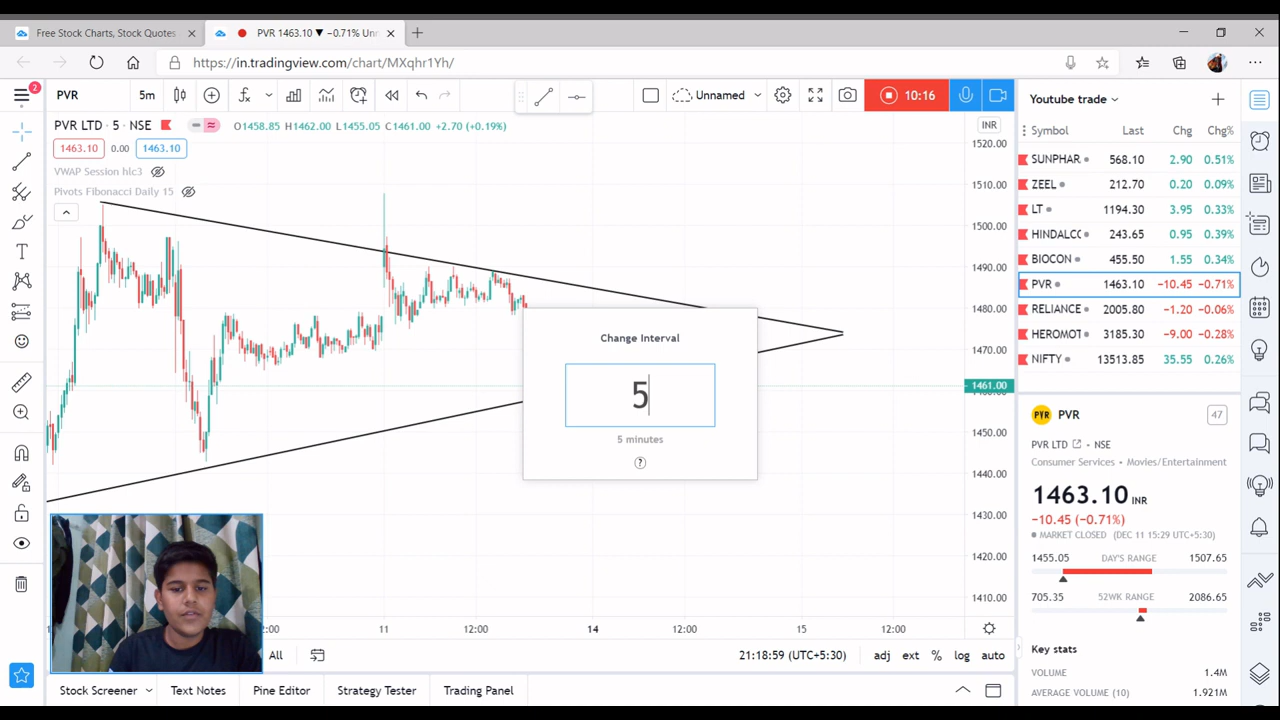 Free Stock Charts, Stock Quotes
PVR 1463.10 ▼ −0.71% Unn
https://in.tradingview.com/chart/MXqhr1Yh/
2
PVR
5m
Unnamed
10:16
Youtube trade
PVR LTD · 5 · NSE
O1458.85 H1462.00 L1455.05 C1461.00 +2.70 (+0.19%)
1463.10 0.00 1463.10
VWAP Session hlc3
Pivots Fibonacci Daily 15
INR
1520.00
1510.00
1500.00
1490.00
1480.00
1470.00
1461.00
1450.00
1440.00
1430.00
1420.00
1410.00
Change Interval
5
5 minutes
?
:00 11 12:00 14 12:00 15 12:00
All
21:18:59 (UTC+5:30)
adj ext % log auto
Stock Screener
Text Notes
Pine Editor
Strategy Tester
Trading Panel
Symbol Last Chg Chg%
SUNPHAR 568.10 2.90 0.51%
ZEEL 212.70 0.20 0.09%
LT 1194.30 3.95 0.33%
HINDALCC 243.65 0.95 0.39%
BIOCON 455.50 1.55 0.34%
PVR 1463.10 −10.45 −0.71%
RELIANCE 2005.80 −1.20 −0.06%
HEROMOT 3185.30 −9.00 −0.28%
NIFTY 13513.85 35.55 0.26%
PVR PVR 47
PVR LTD · NSE
Consumer Services • Movies/Entertainment
1463.10 INR
−10.45 (−0.71%)
MARKET CLOSED (DEC 11 15:29 UTC+5:30)
1455.05 DAY'S RANGE 1507.65
705.35 52WK RANGE 2086.65
Key stats
VOLUME 1.4M
AVERAGE VOLUME (10) 1.921M